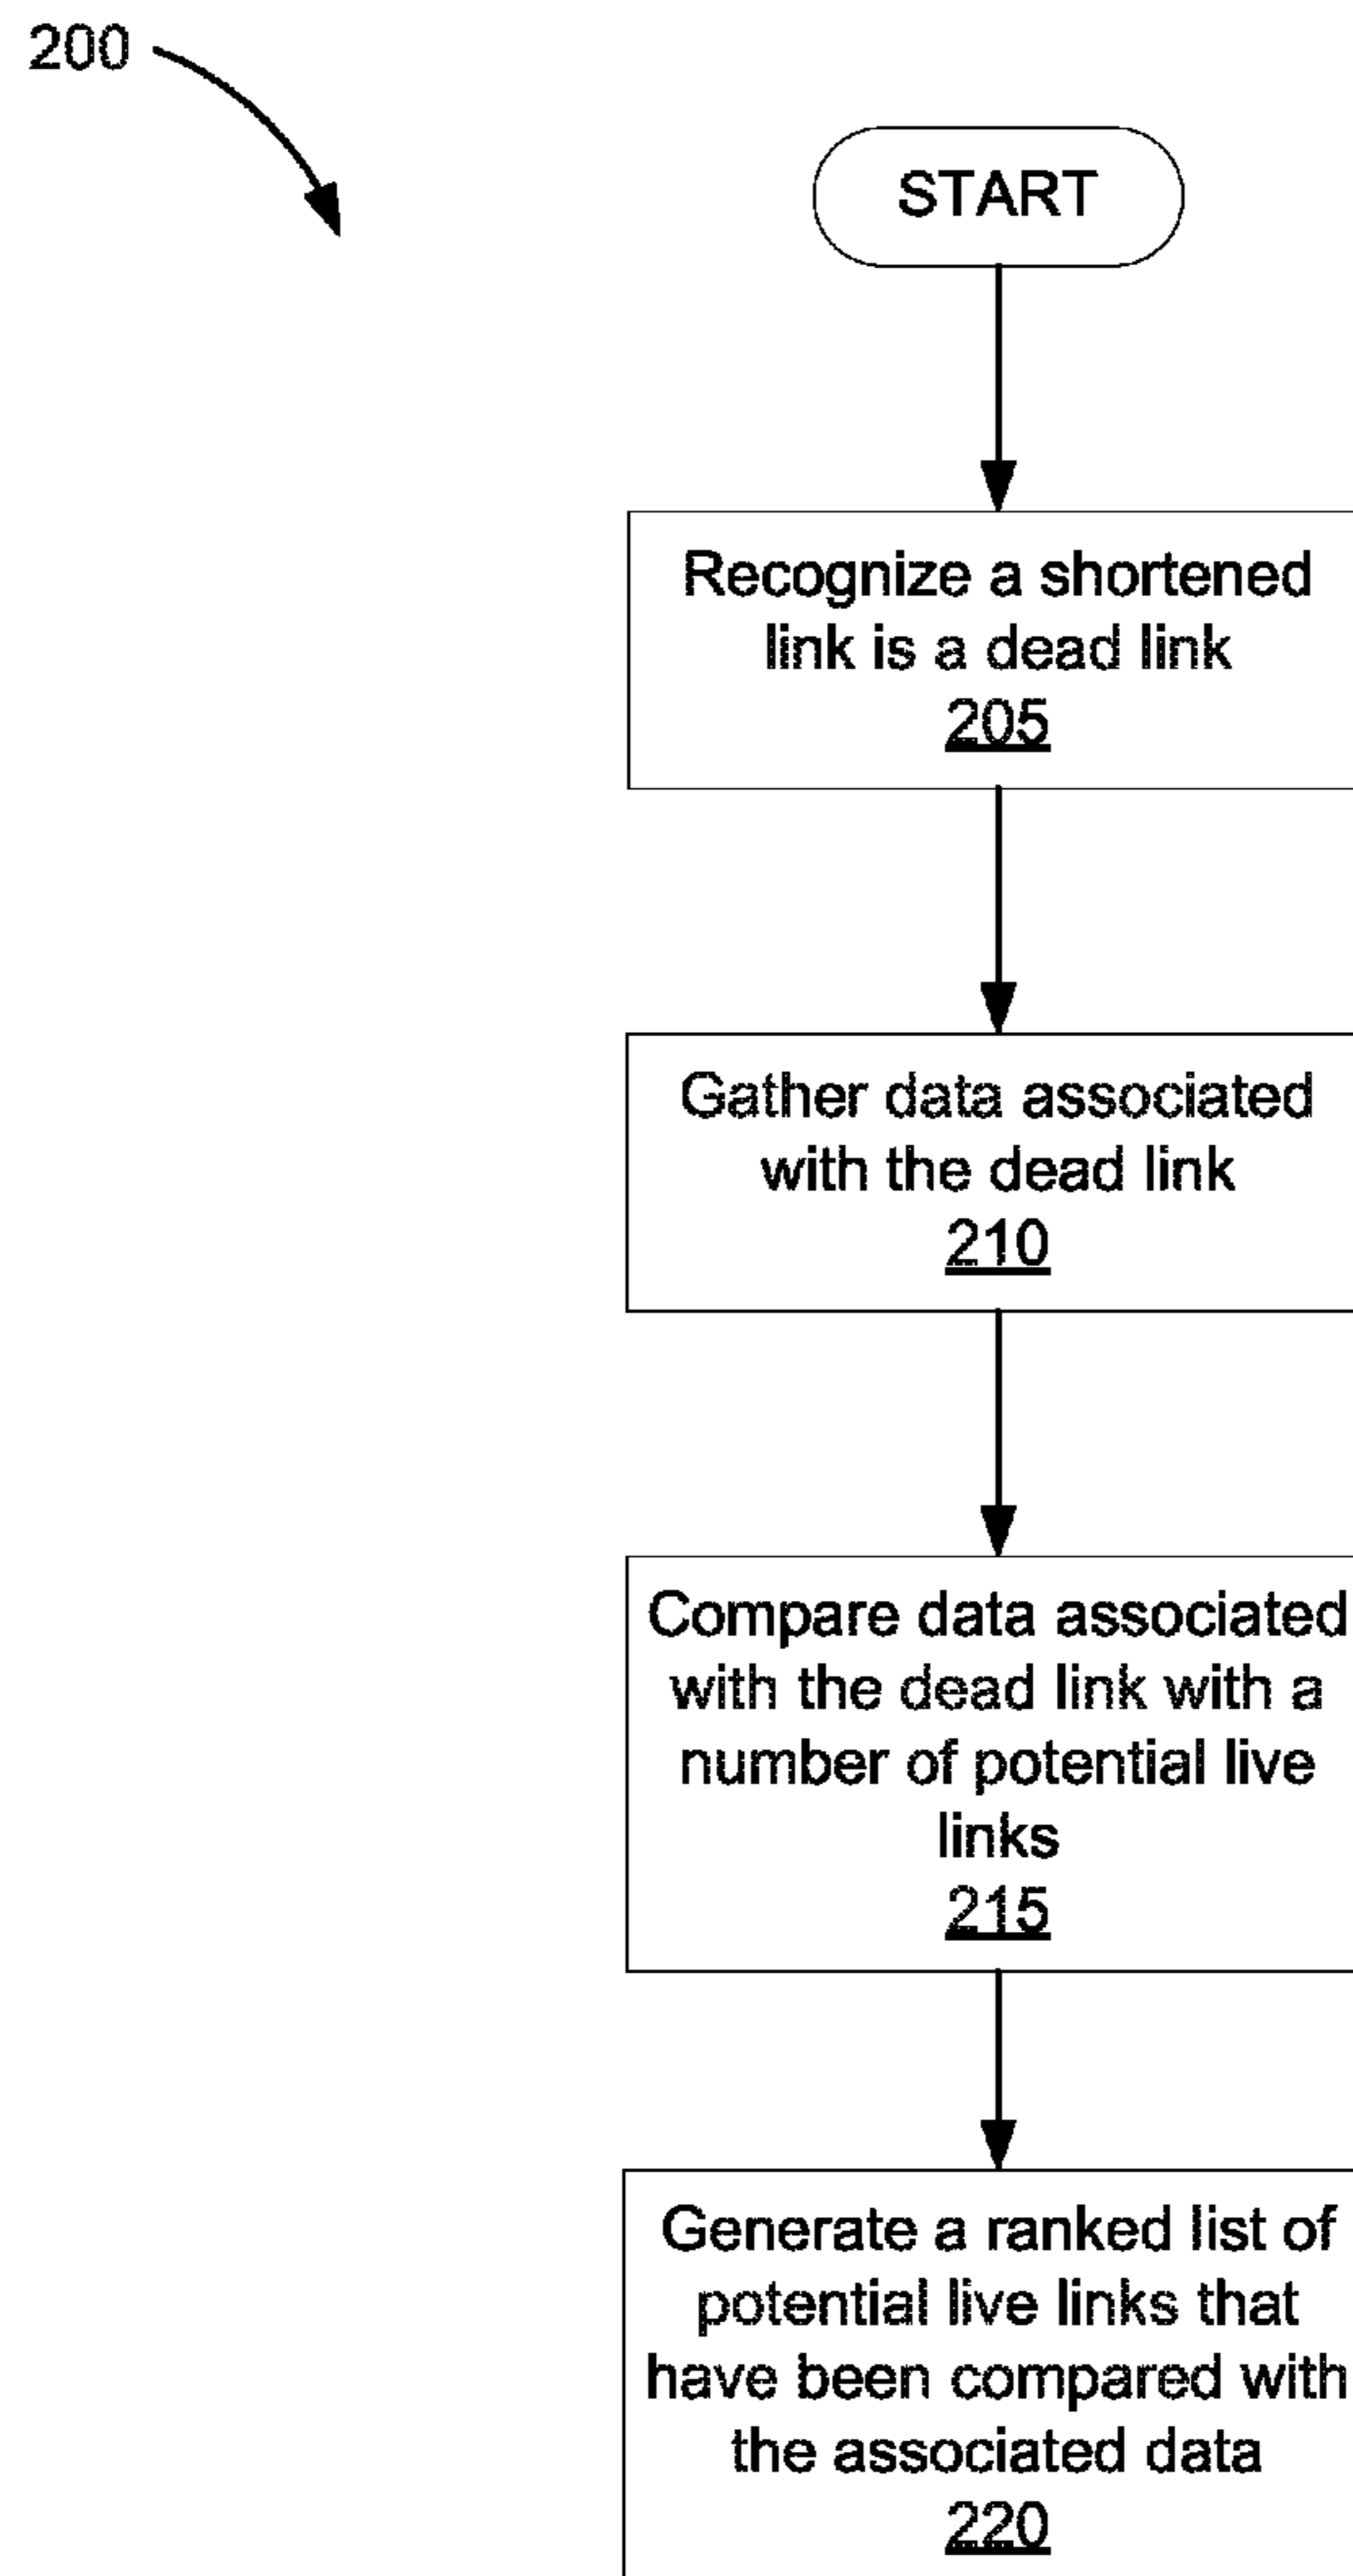 200
START
Recognize a shortened
link is a dead link
205
Gather data associated
with the dead link
210
Compare data associated
with the dead link with a
number of potential live
links
215
Generate a ranked list of
potential live links that
have been compared with
the associated data
220